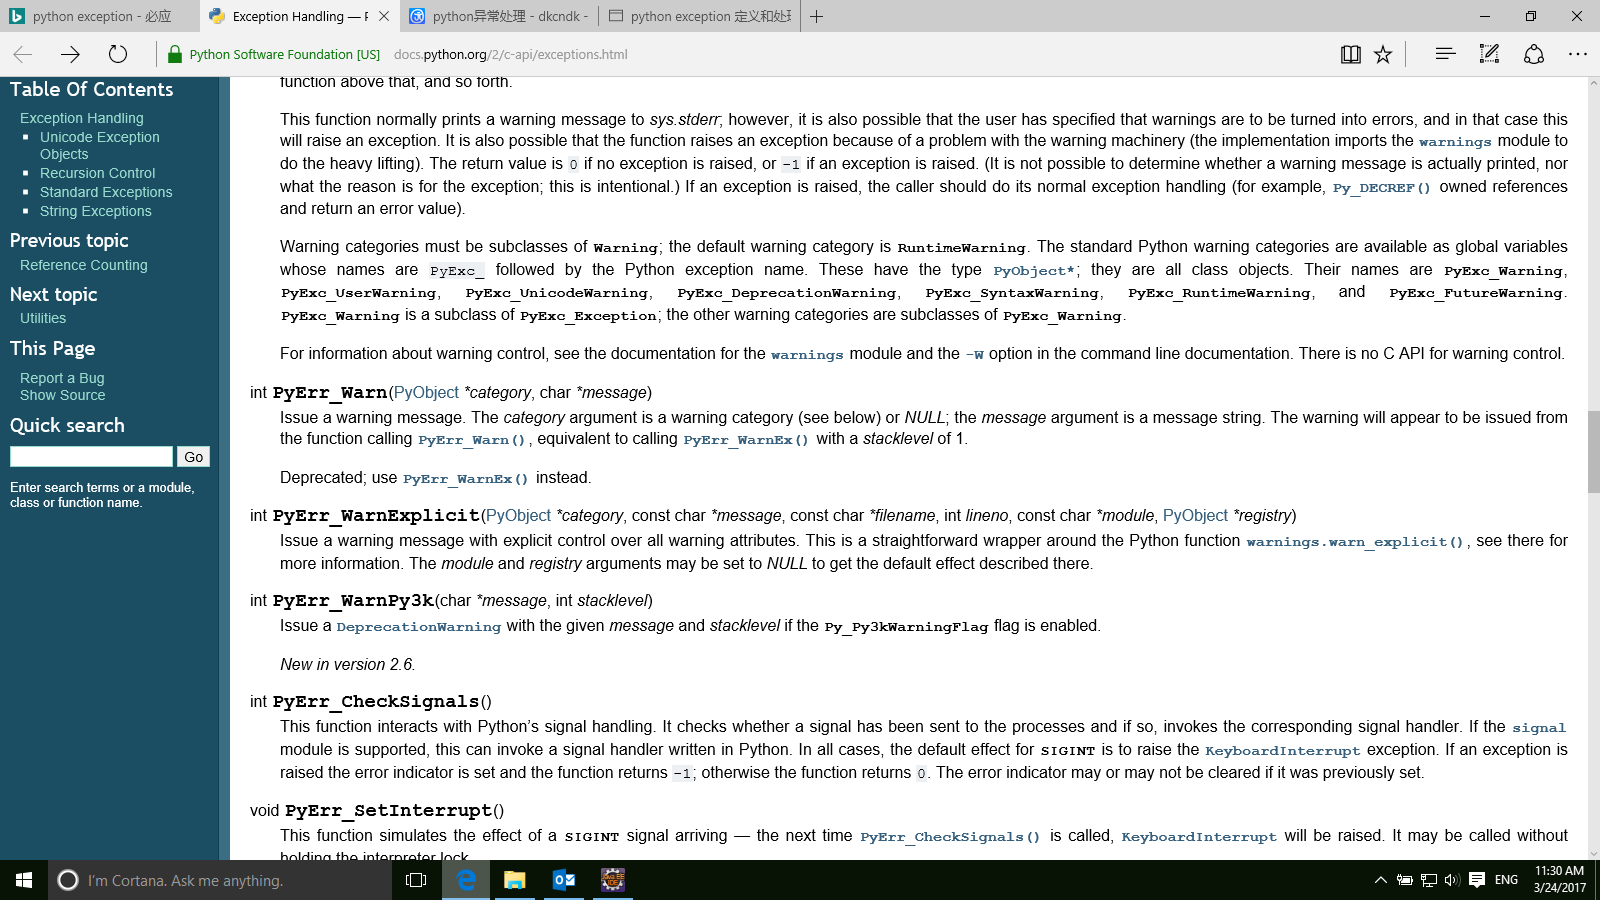 python exception - 必应
Exception Handling — P
python异常处理 - dkcndk -
python exception 定义和处理
Python Software Foundation [US]
docs.python.org/2/c-api/exceptions.html
Table Of Contents
Exception Handling
Unicode Exception
Objects
Recursion Control
Standard Exceptions
String Exceptions
Previous topic
Reference Counting
Next topic
Utilities
This Page
Report a Bug
Show Source
Quick search
Go
Enter search terms or a module,
class or function name.
function above that, and so forth.
This function normally prints a warning message to sys.stderr; however, it is also possible that the user has specified that warnings are to be turned into errors, and in that case this
will raise an exception. It is also possible that the function raises an exception because of a problem with the warning machinery (the implementation imports the warnings module to
do the heavy lifting). The return value is 0 if no exception is raised, or -1 if an exception is raised. (It is not possible to determine whether a warning message is actually printed, nor
what the reason is for the exception; this is intentional.) If an exception is raised, the caller should do its normal exception handling (for example, Py_DECREF() owned references
and return an error value).
Warning categories must be subclasses of Warning; the default warning category is RuntimeWarning. The standard Python warning categories are available as global variables
whose names are PyExc_ followed by the Python exception name. These have the type PyObject*; they are all class objects. Their names are PyExc_Warning,
PyExc_UserWarning, PyExc_UnicodeWarning, PyExc_DeprecationWarning, PyExc_SyntaxWarning, PyExc_RuntimeWarning, and PyExc_FutureWarning.
PyExc_Warning is a subclass of PyExc_Exception; the other warning categories are subclasses of PyExc_Warning.
For information about warning control, see the documentation for the warnings module and the -W option in the command line documentation. There is no C API for warning control.
int PyErr_Warn(PyObject *category, char *message)
Issue a warning message. The category argument is a warning category (see below) or NULL; the message argument is a message string. The warning will appear to be issued from
the function calling PyErr_Warn(), equivalent to calling PyErr_WarnEx() with a stacklevel of 1.
Deprecated; use PyErr_WarnEx() instead.
int PyErr_WarnExplicit(PyObject *category, const char *message, const char *filename, int lineno, const char *module, PyObject *registry)
Issue a warning message with explicit control over all warning attributes. This is a straightforward wrapper around the Python function warnings.warn_explicit(), see there for
more information. The module and registry arguments may be set to NULL to get the default effect described there.
int PyErr_WarnPy3k(char *message, int stacklevel)
Issue a DeprecationWarning with the given message and stacklevel if the Py_Py3kWarningFlag flag is enabled.
New in version 2.6.
int PyErr_CheckSignals()
This function interacts with Python’s signal handling. It checks whether a signal has been sent to the processes and if so, invokes the corresponding signal handler. If the signal
module is supported, this can invoke a signal handler written in Python. In all cases, the default effect for SIGINT is to raise the KeyboardInterrupt exception. If an exception is
raised the error indicator is set and the function returns -1; otherwise the function returns 0. The error indicator may or may not be cleared if it was previously set.
void PyErr_SetInterrupt()
This function simulates the effect of a SIGINT signal arriving — the next time PyErr_CheckSignals() is called, KeyboardInterrupt will be raised. It may be called without
holding the interpreter lock.
I'm Cortana. Ask me anything.
ENG
11:30 AM
3/24/2017